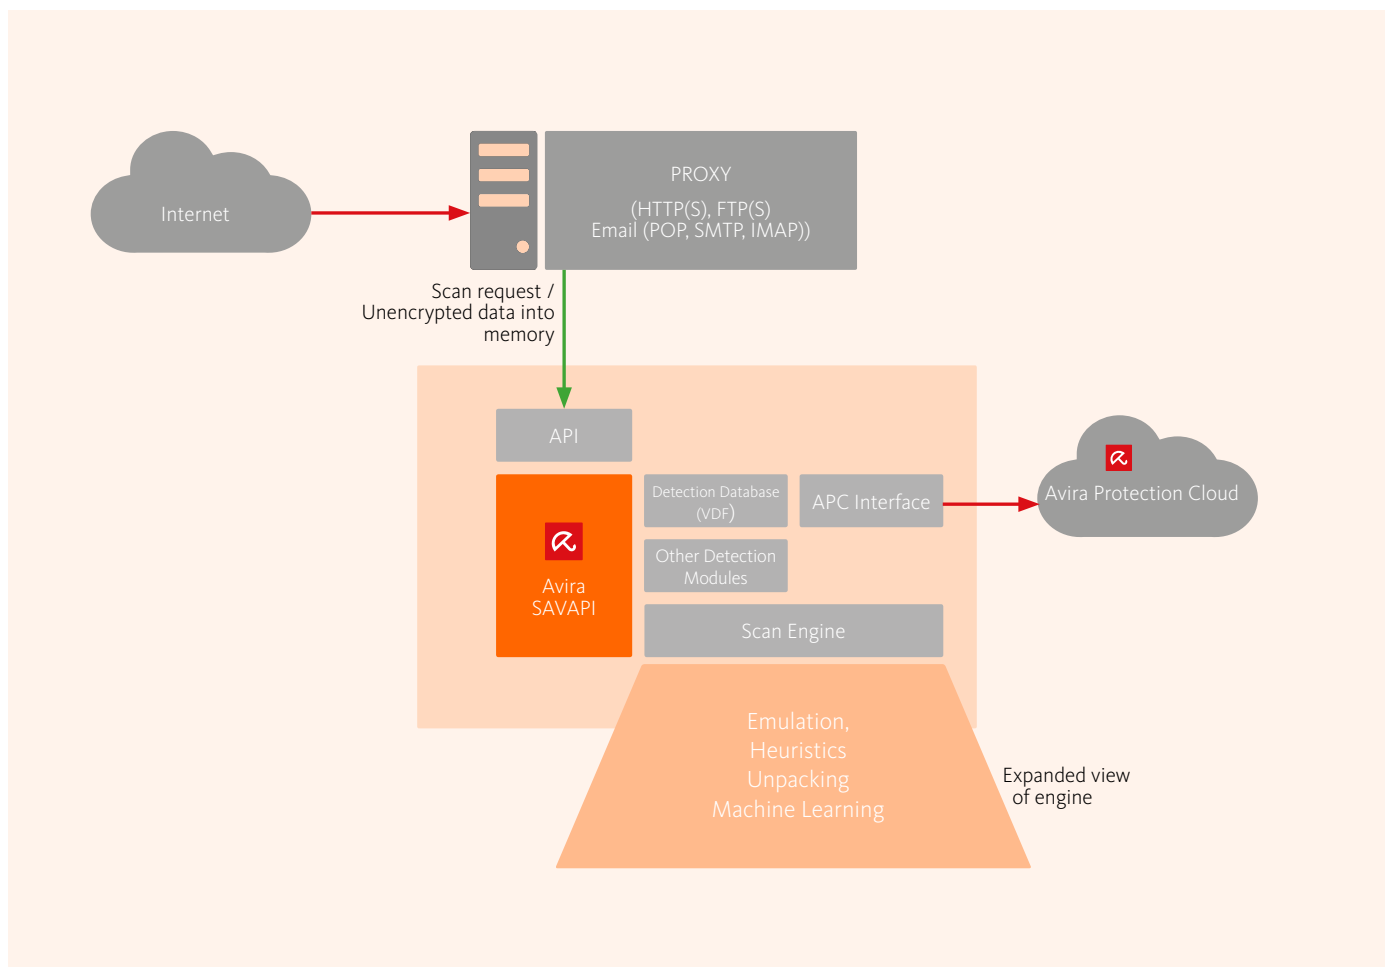 Internet
PROXY
(HTTP(S), FTP(S)
Email (POP, SMTP, IMAP))
Scan request /
Unencrypted data into
memory
API
Avira
SAVAPI
Detection Database
(VDF)
APC Interface
Other Detection
Modules
Scan Engine
Avira Protection Cloud
Emulation,
Heuristics
Unpacking
Machine Learning
Expanded view
of engine